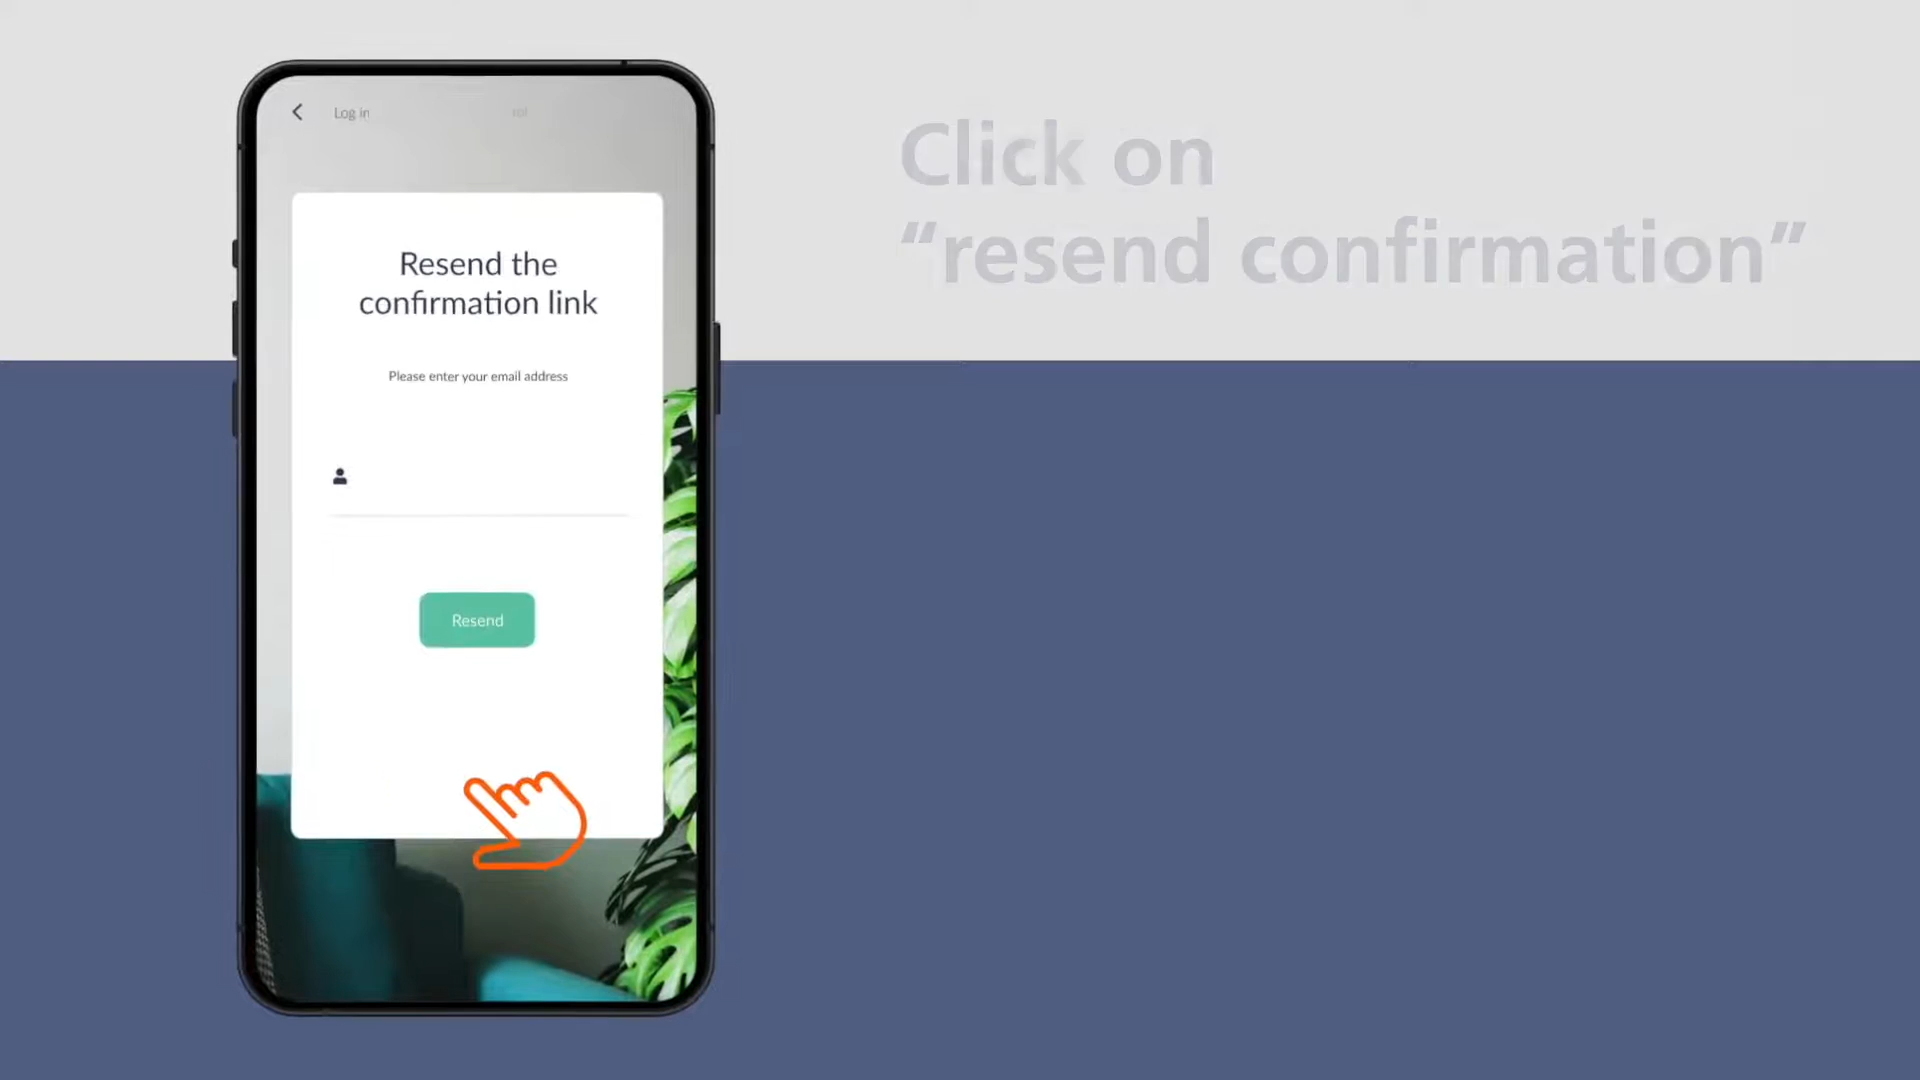 Log in
Click on
“resend confirmation”
Resend the
confirmation link
Please enter your email address
Resend